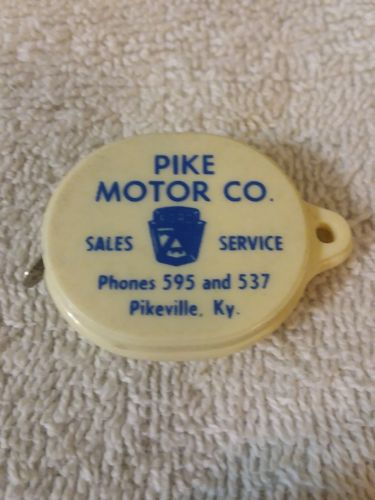 PIKE
MOTOR CO.
SALES SERVICE
Phones 595 and 537
Pikeville, Ky.